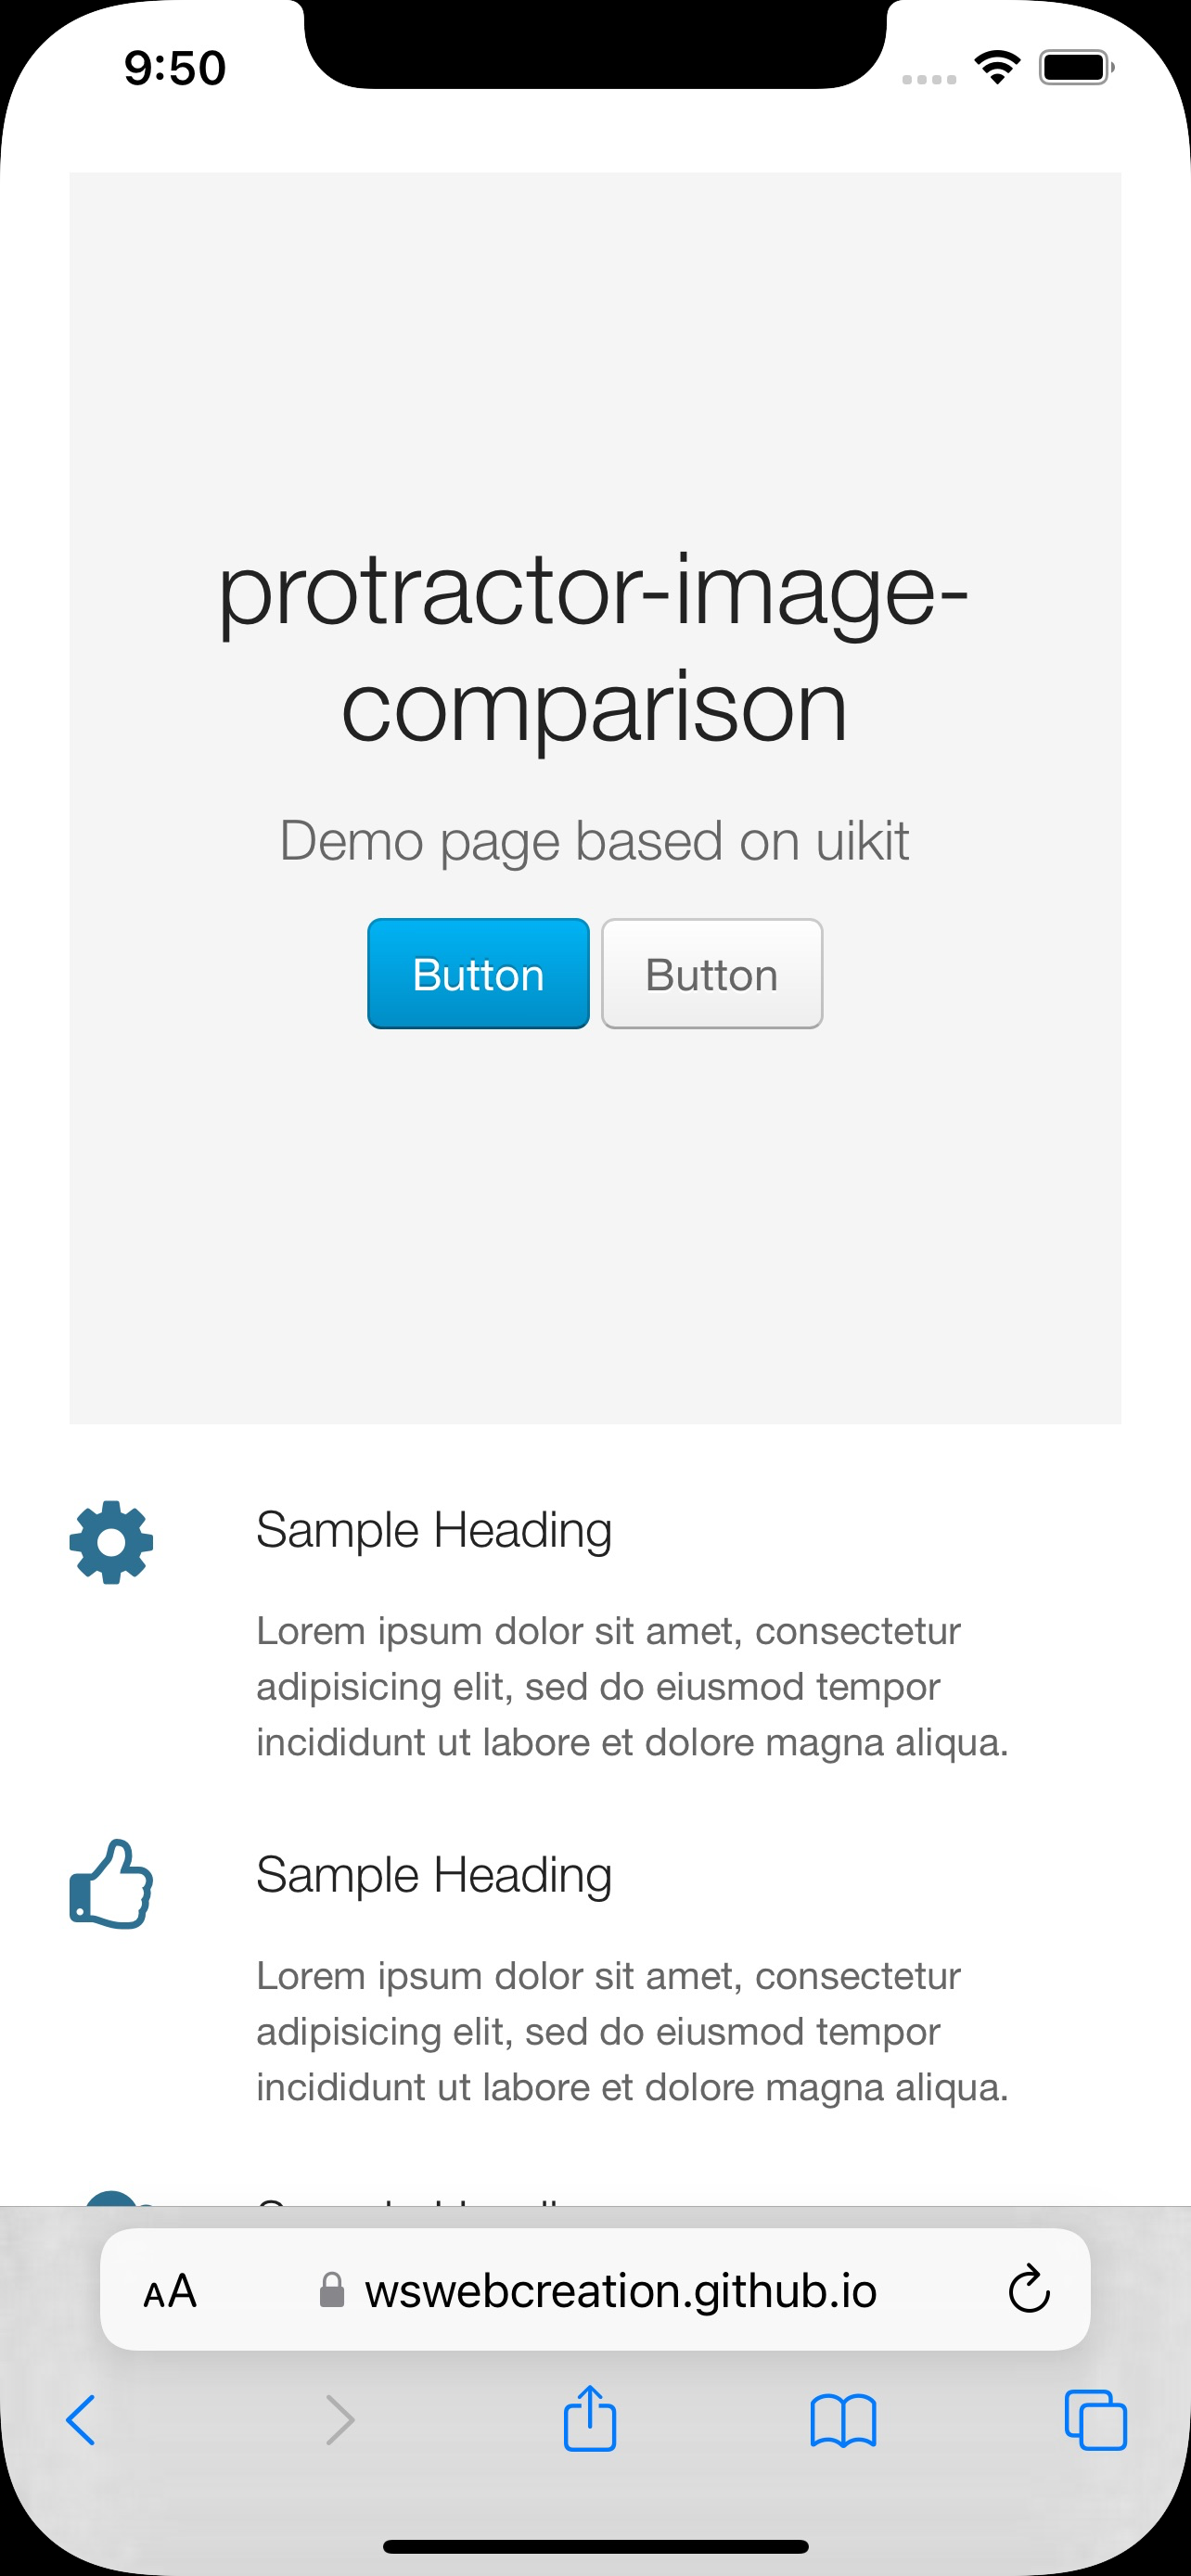 9:50
protractor-image-
comparison
Demo page based on uikit
Button Button
Sample Heading
Lorem ipsum dolor sit amet, consectetur
adipisicing elit, sed do eiusmod tempor
incididunt ut labore et dolore magna aliqua.
Sample Heading
Lorem ipsum dolor sit amet, consectetur
adipisicing elit, sed do eiusmod tempor
incididunt ut labore et dolore magna aliqua.
AA wswebcreation.github.io